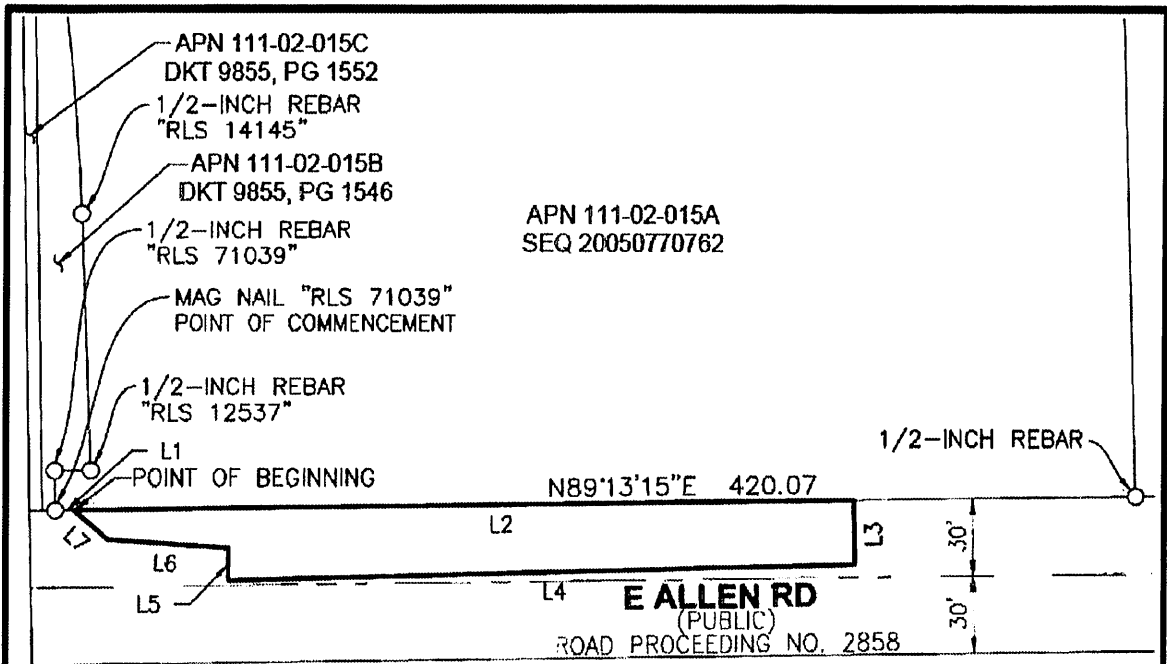 APN 111-02-015C
DKT 9855, PG 1552
1/2-INCH REBAR
"RLS 14145"
APN 111-02-015B
DKT 9855, PG 1546
APN 111-02-015A
SEQ 20050770762
1/2-INCH REBAR
"RLS 71039"
MAG NAIL "RLS 71039"
POINT OF COMMENCEMENT
1/2-INCH REBAR
"RLS 12537"
L1
POINT OF BEGINNING
1/2-INCH REBAR
N89°13'15"E 420.07
L2
L3
30'
L7
L6
L5
L4
E ALLEN RD
(PUBLIC)
ROAD PROCEEDING NO. 2858
30'